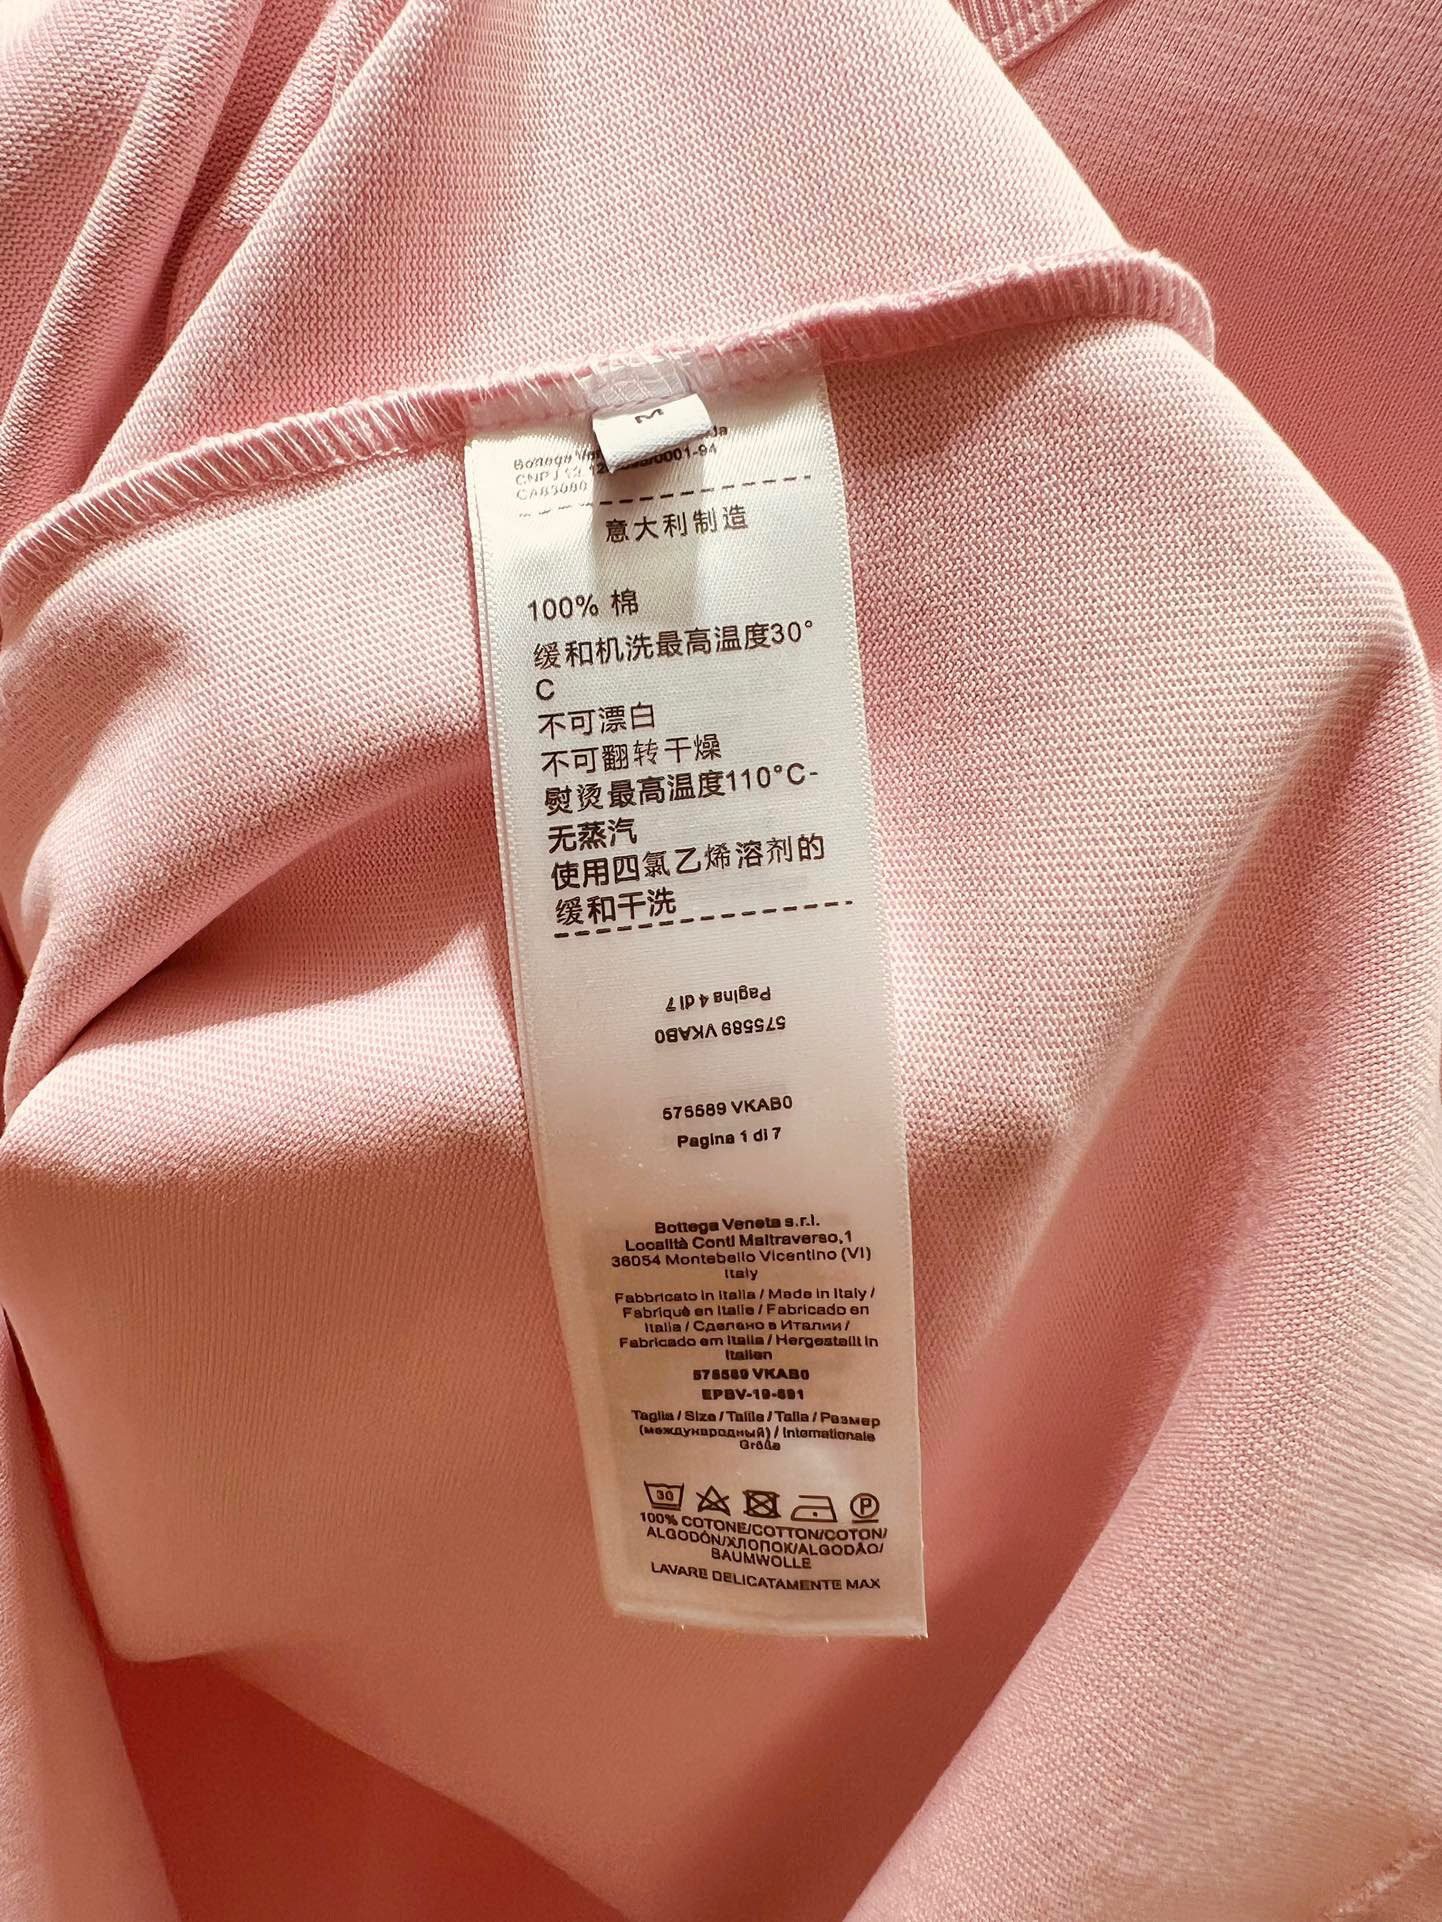 M
Bottega
CNPJ
0001-94
意大利制造
100% 棉
缓和机洗最高温度30°
C
不可漂白
不可翻转干燥
熨烫最高温度110°C-
无蒸汽
使用四氯乙烯溶剂的
缓和干洗
Pagina 4 di 7
575589 VKAB0
575589 VKAB0
Pagina 1 di 7
Bottega Veneta s.r.l.
Località Conti Maltraverso,1
36054 Montebello Vicentino (VI)
Italy
Fabbricato in Italia / Made in Italy /
Fabriqué en Italie / Fabricado en
Italia / Сделано в Италии /
Fabricado em Italia / Hergestellt in
Italien
575589 VKAB0
EPBV-19-891
Taglia / Size / Taille / Talla / Размер
(международный) / Internationale
Größe
30
P
100% COTONE/COTTON/COTON/
ALGODÓN/ХЛОПОК/ALGODÃO/
BAUMWOLLE
LAVARE DELICATAMENTE MAX